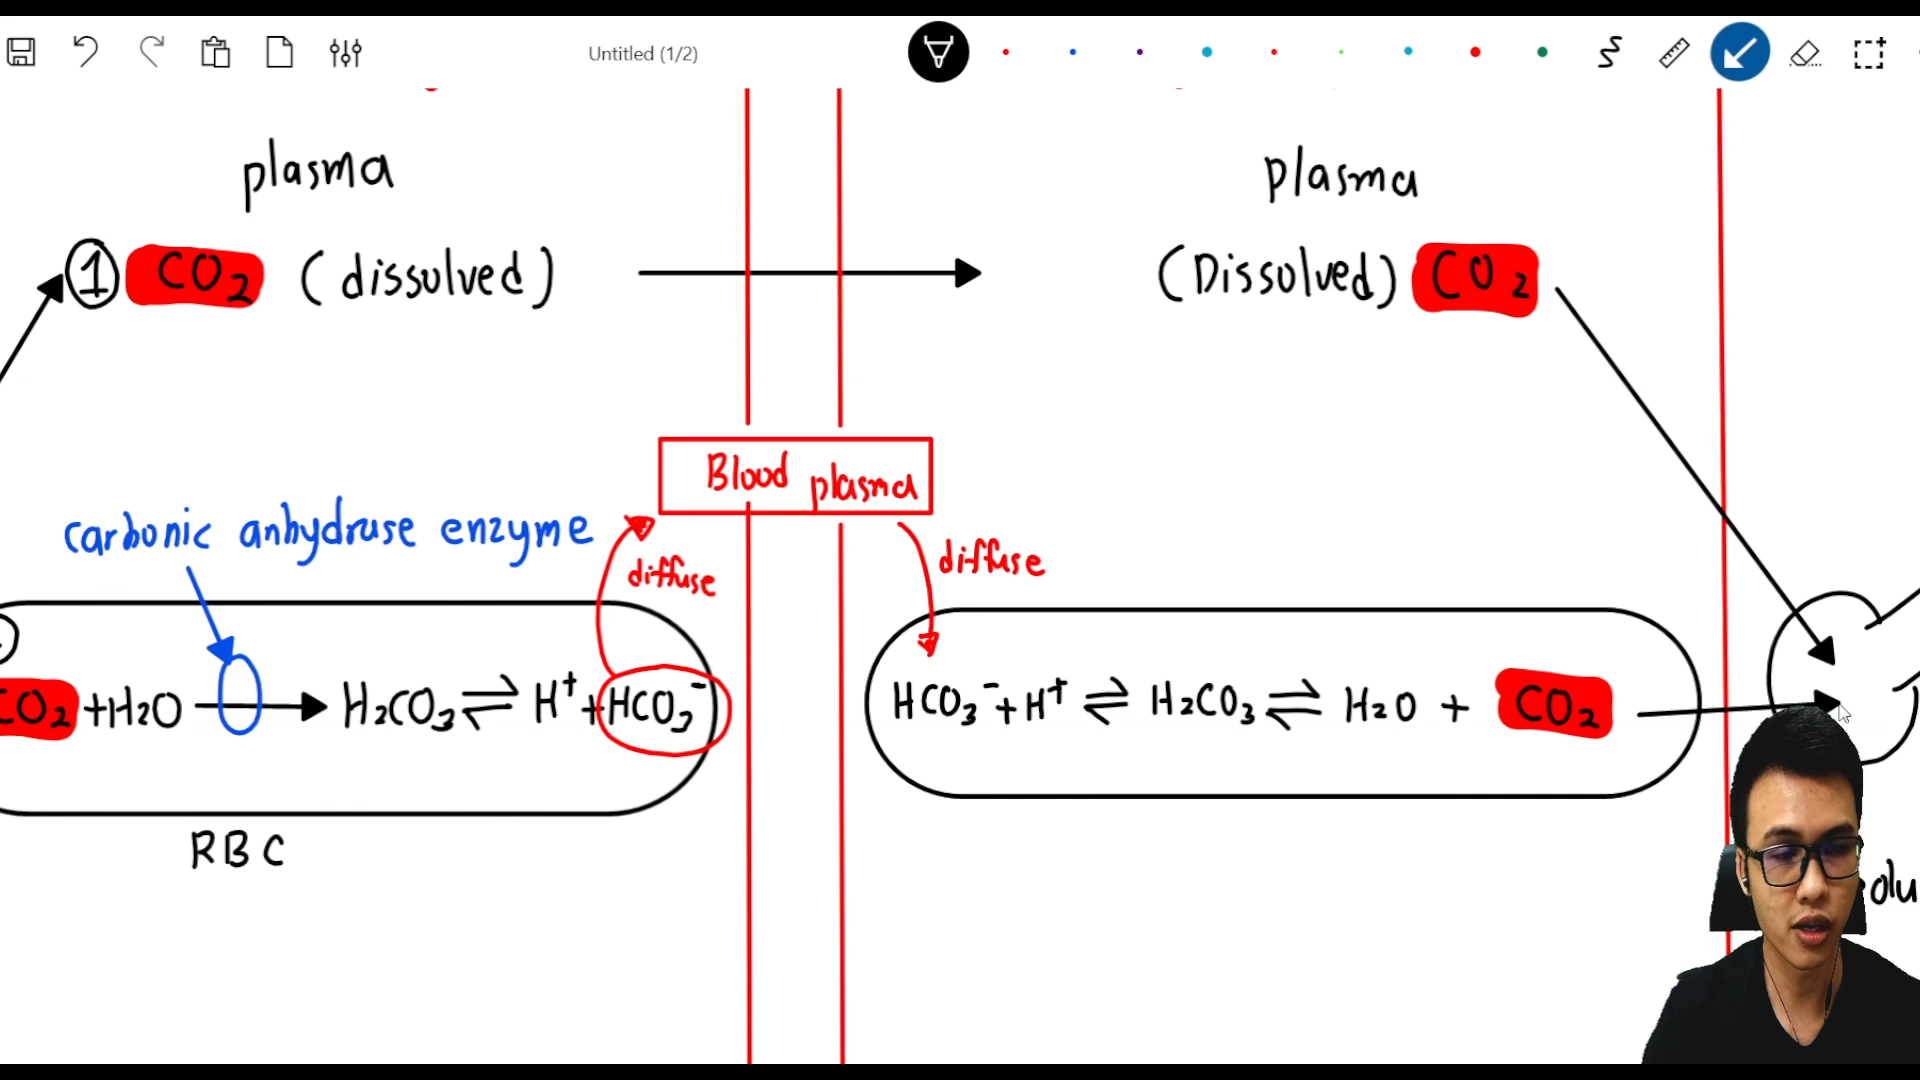 Untitled (1/2)
plasma
plasma
1 CO₂ (dissolved)
(Dissolved) CO₂
Blood plasma
carbonic anhydrase enzyme
diffuse
diffuse
CO₂ + H₂O → H₂CO₃ ⇌ H⁺ + HCO₃⁻
HCO₃⁻ + H⁺ ⇌ H₂CO₃ ⇌ H₂O + CO₂
RBC